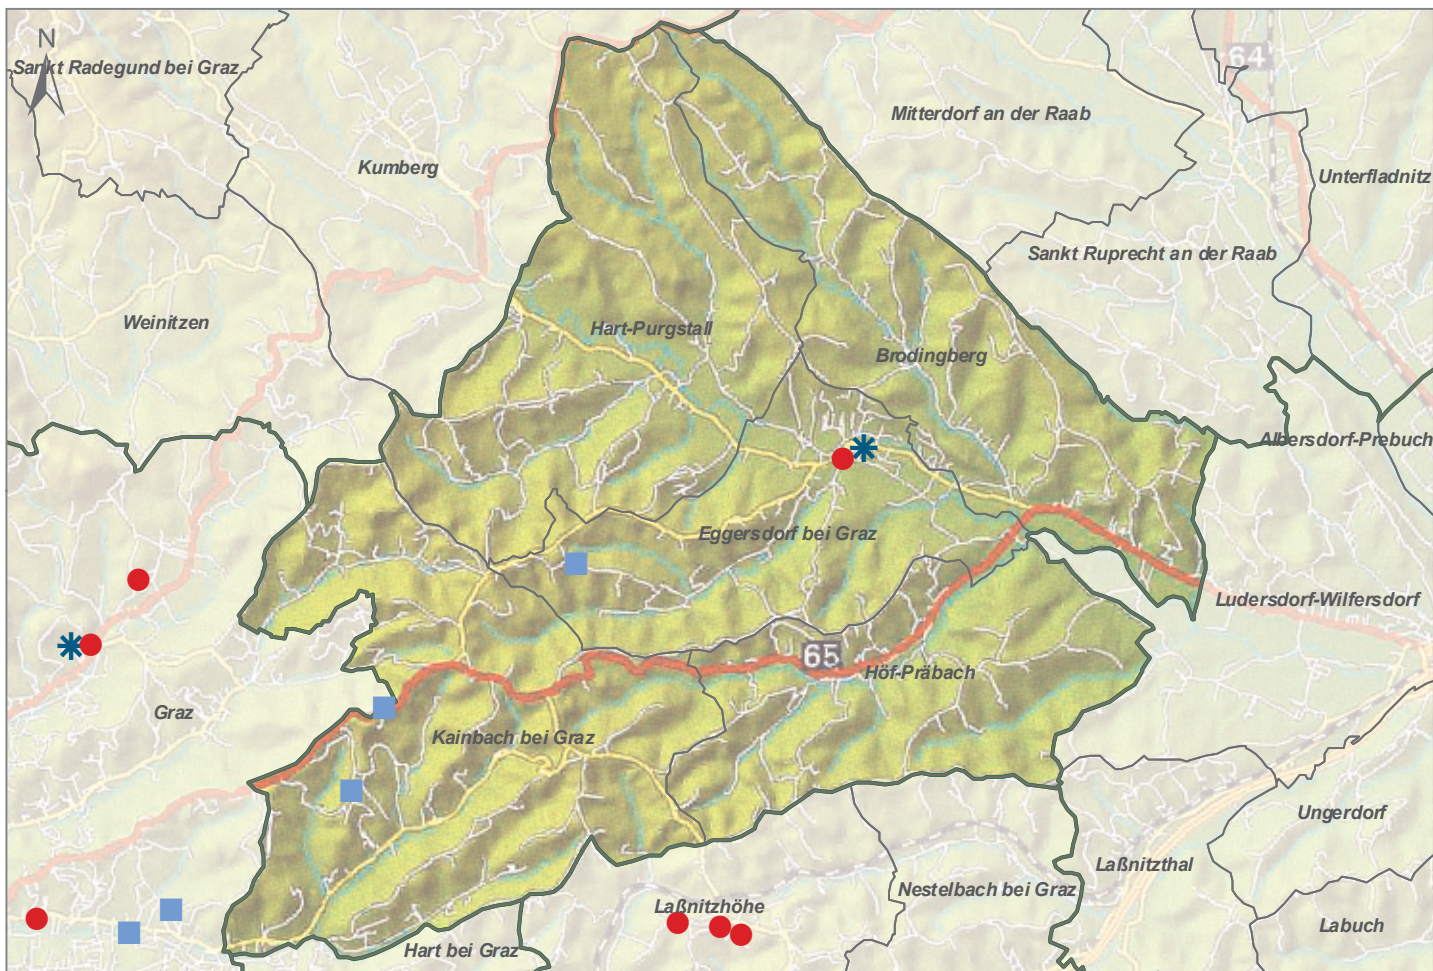 N
64
Sankt Radegund bei Graz
Mitterdorf an der Raab
Kumberg
Unterfladnitz
Sankt Ruprecht an der Raab
Weinitzen
Hart-Purgstall
Brodingberg
Albersdorf-Prebuch
Eggersdorf bei Graz
Ludersdorf-Wilfersdorf
65
Höf-Präbach
Graz
Kainbach bei Graz
Ungerdorf
Laßnitzthal
Nestelbach bei Graz
Laßnitzhöhe
Labuch
Hart bei Graz